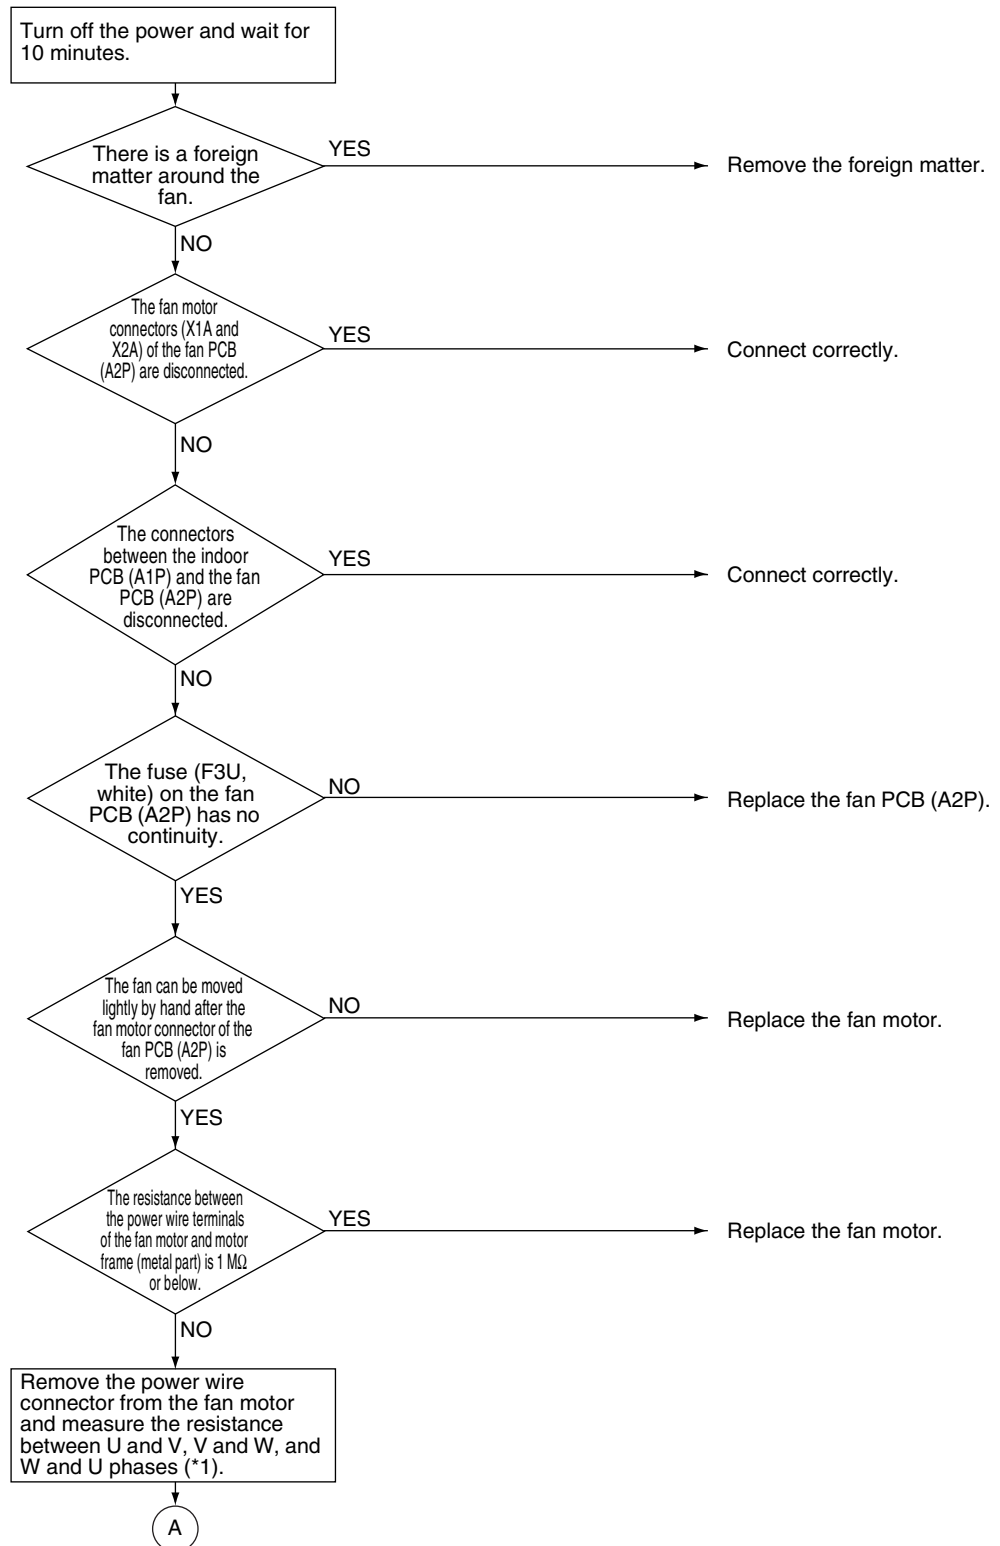 Turn off the power and wait for
10 minutes.
There is a foreign
matter around the
fan.
YES
Remove the foreign matter.
NO
The fan motor
connectors (X1A and
X2A) of the fan PCB
(A2P) are disconnected.
YES
Connect correctly.
NO
The connectors
between the indoor
PCB (A1P) and the fan
PCB (A2P) are
disconnected.
YES
Connect correctly.
NO
The fuse (F3U,
white) on the fan
PCB (A2P) has no
continuity.
NO
Replace the fan PCB (A2P).
YES
The fan can be moved
lightly by hand after the
fan motor connector of the
fan PCB (A2P) is
removed.
NO
Replace the fan motor.
YES
The resistance between
the power wire terminals
of the fan motor and motor
frame (metal part) is 1 MΩ
or below.
YES
Replace the fan motor.
NO
Remove the power wire
connector from the fan motor
and measure the resistance
between U and V, V and W, and
W and U phases (*1).
A